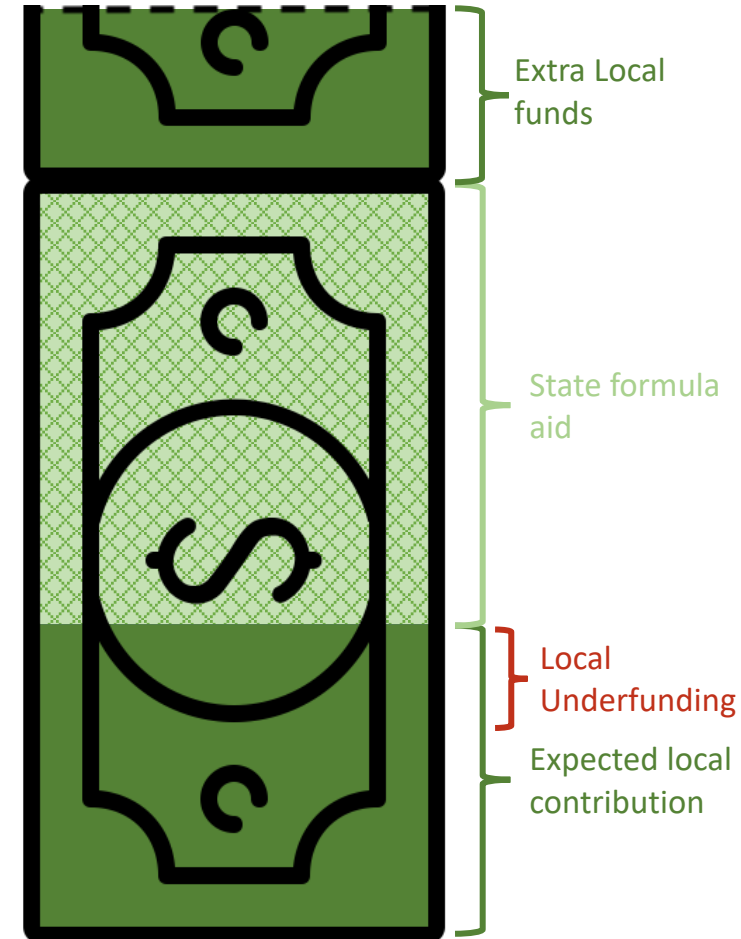 Extra Local
funds
State formula
aid
Local
Underfunding
Expected local
contribution